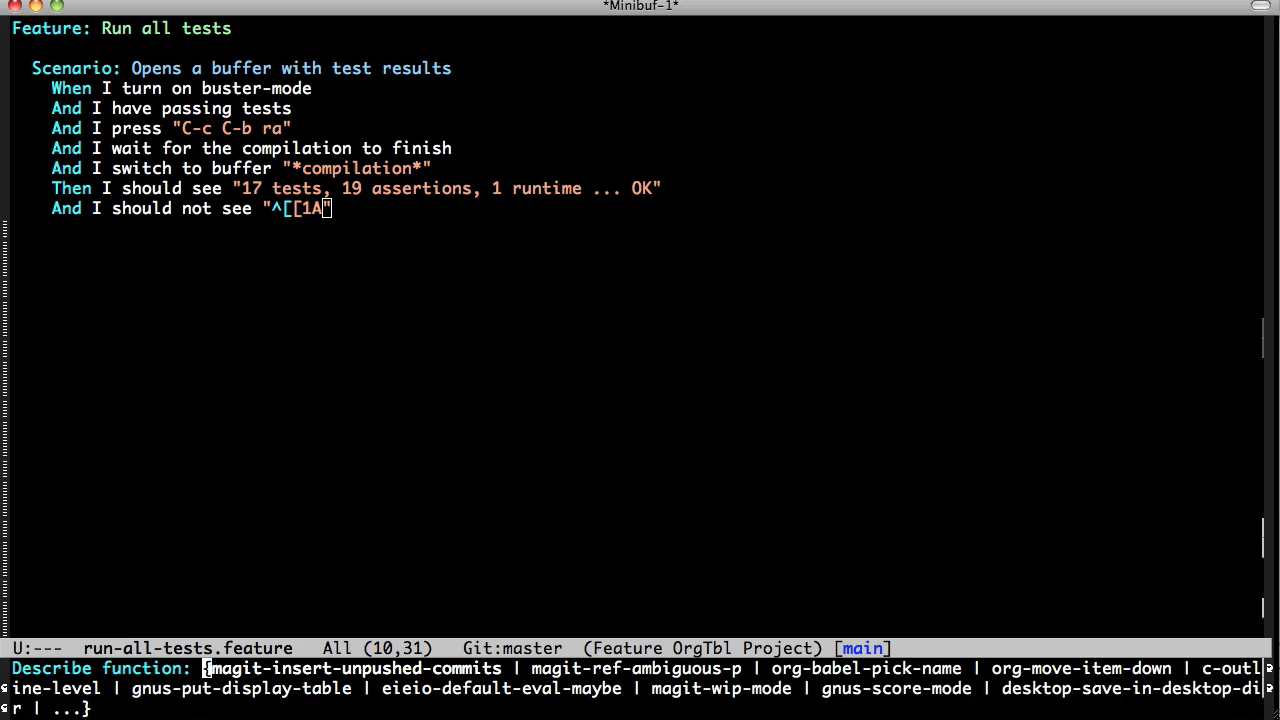 *Minibuf-1*
Feature: Run all tests
Scenario: Opens a buffer with test results
When I turn on buster-mode
And I have passing tests
And I press "C-c C-b ra"
And I wait for the compilation to finish
And I switch to buffer "*compilation*"
Then I should see "17 tests, 19 assertions, 1 runtime ... OK"
And I should not see "^[[1A"
U:--- run-all-tests.feature All (10,31) Git:master (Feature OrgTbl Project) [main]
Describe function: {magit-insert-unpushed-commits | magit-ref-ambiguous-p | org-babel-pick-name | org-move-item-down | c-outl
ine-level | gnus-put-display-table | eieio-default-eval-maybe | magit-wip-mode | gnus-score-mode | desktop-save-in-desktop-di
r | ...}